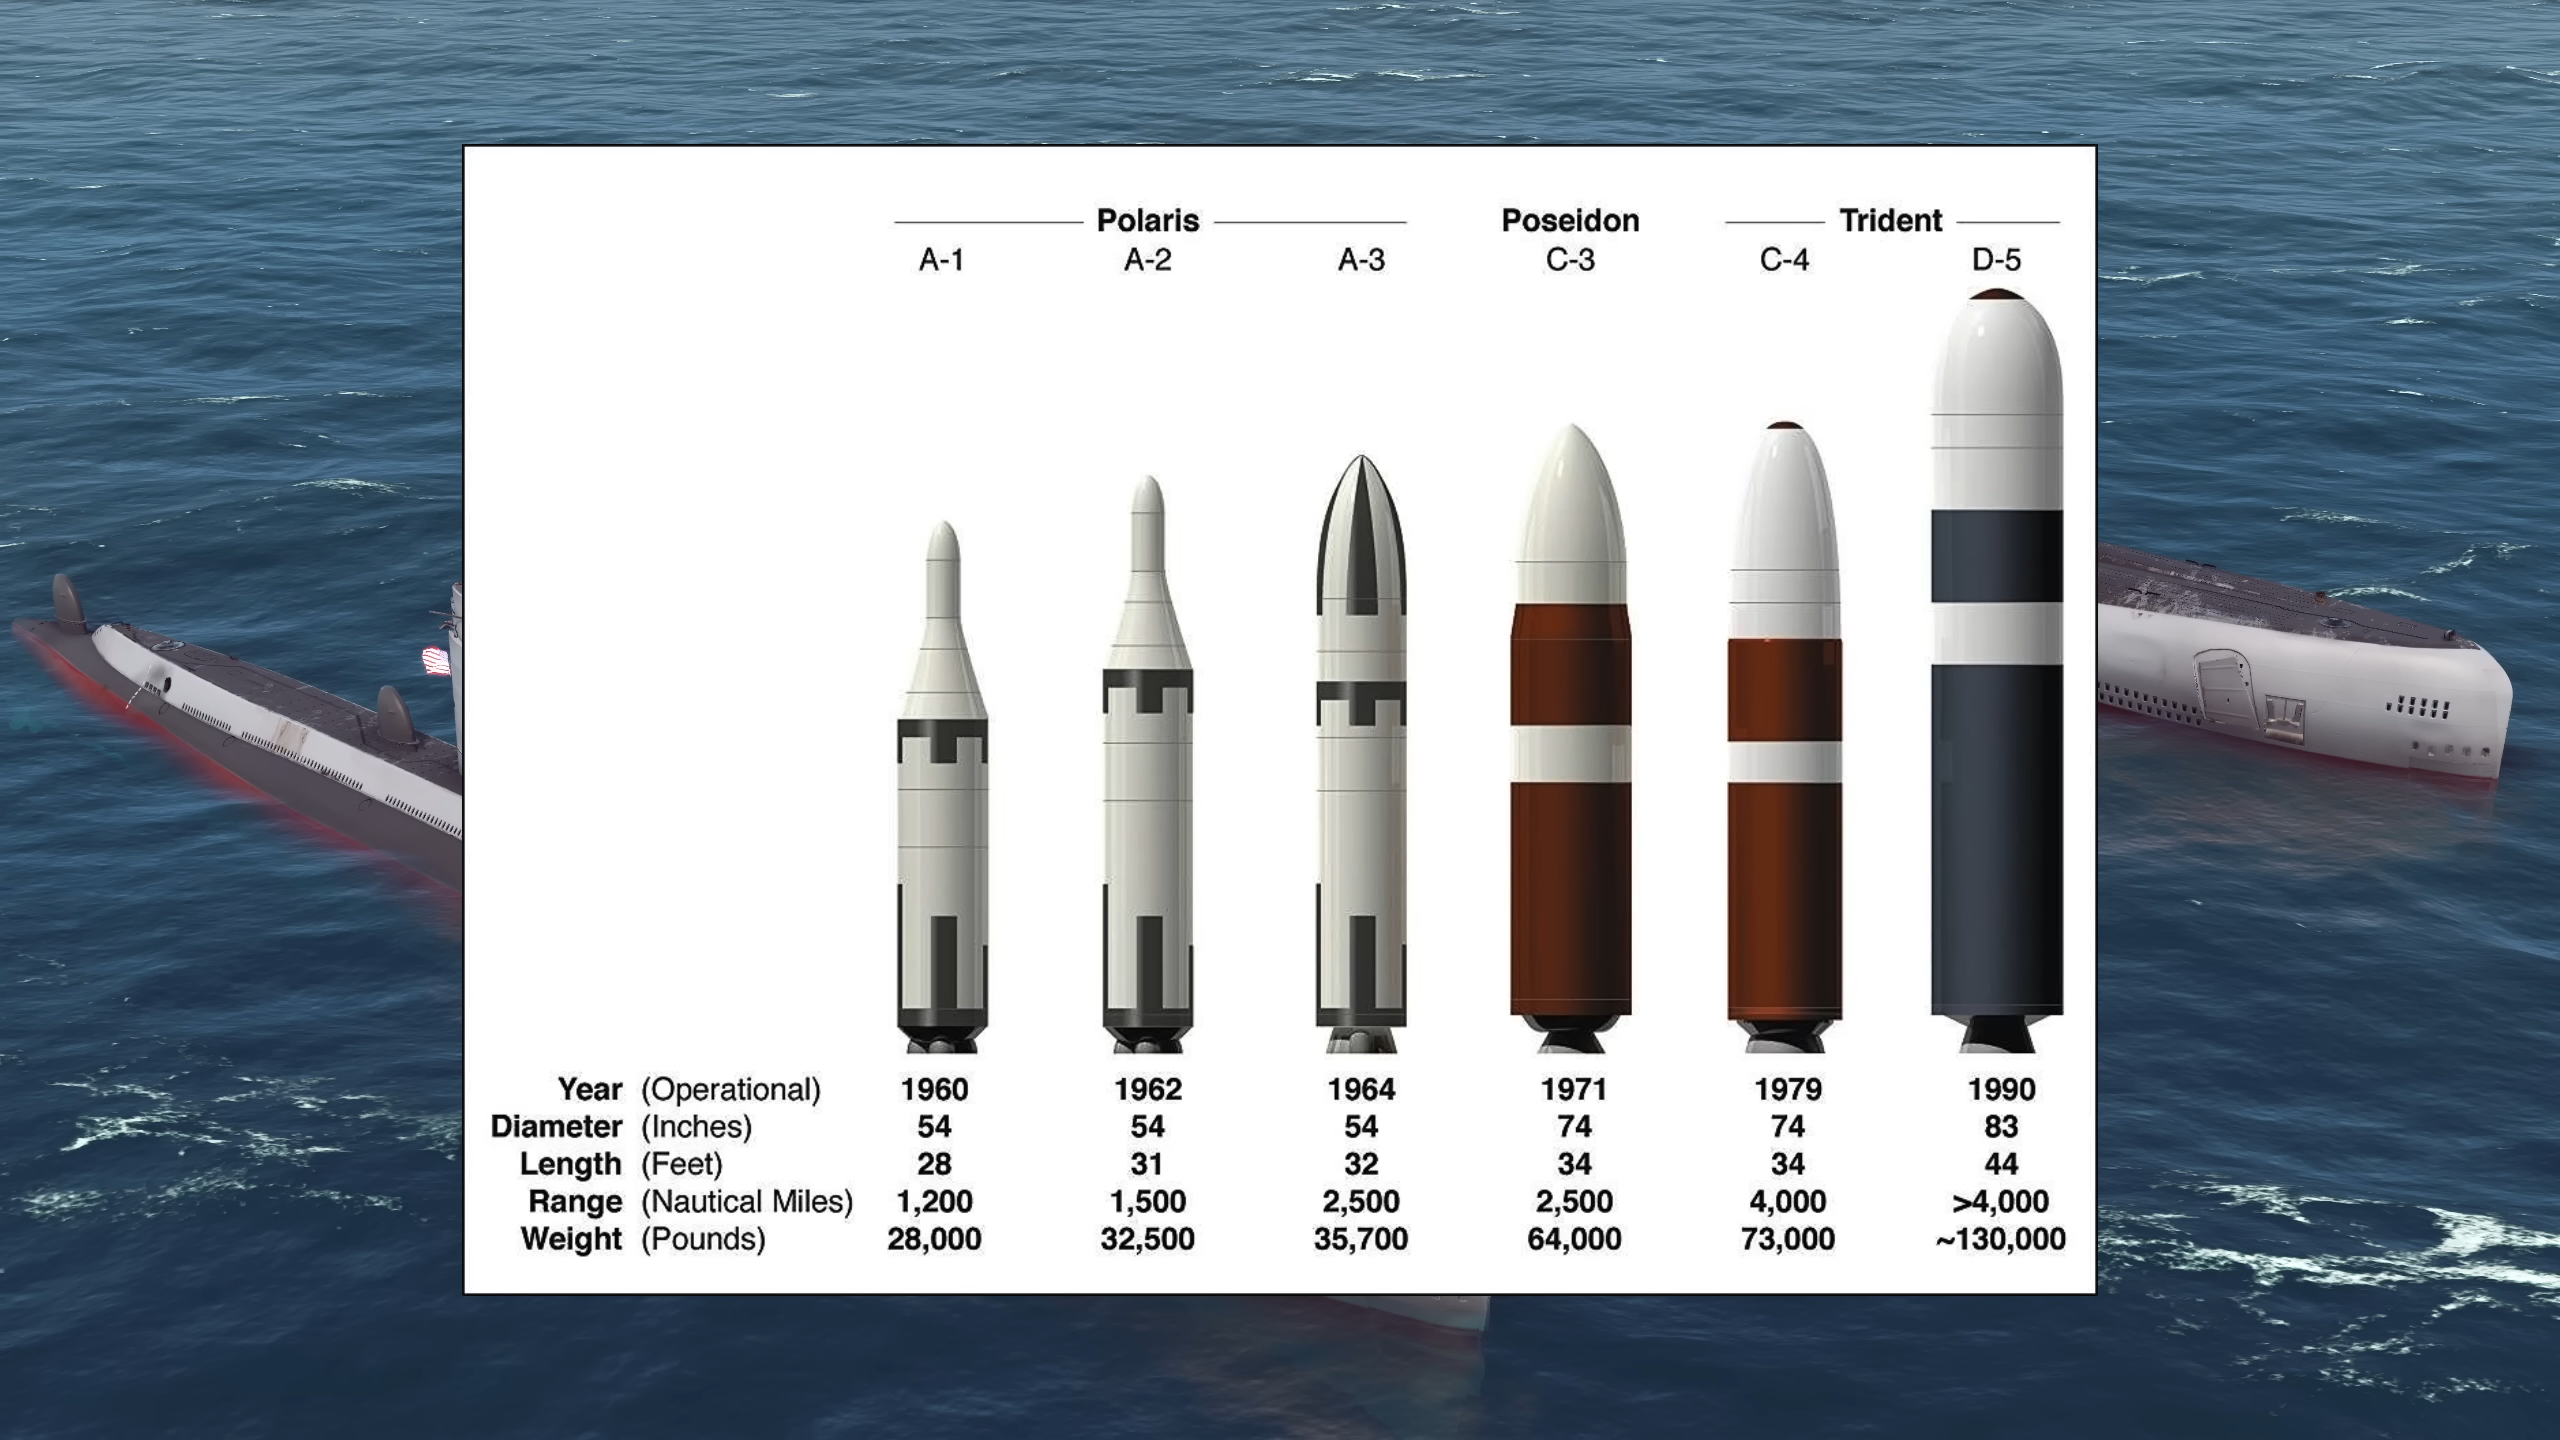 Polaris Poseidon Trident
A-1 A-2 A-3 C-3 C-4 D-5
Year (Operational) 1960 1962 1964 1971 1979 1990
Diameter (Inches) 54 54 54 74 74 83
Length (Feet) 28 31 32 34 34 44
Range (Nautical Miles) 1,200 1,500 2,500 2,500 4,000 >4,000
Weight (Pounds) 28,000 32,500 35,700 64,000 73,000 ~130,000